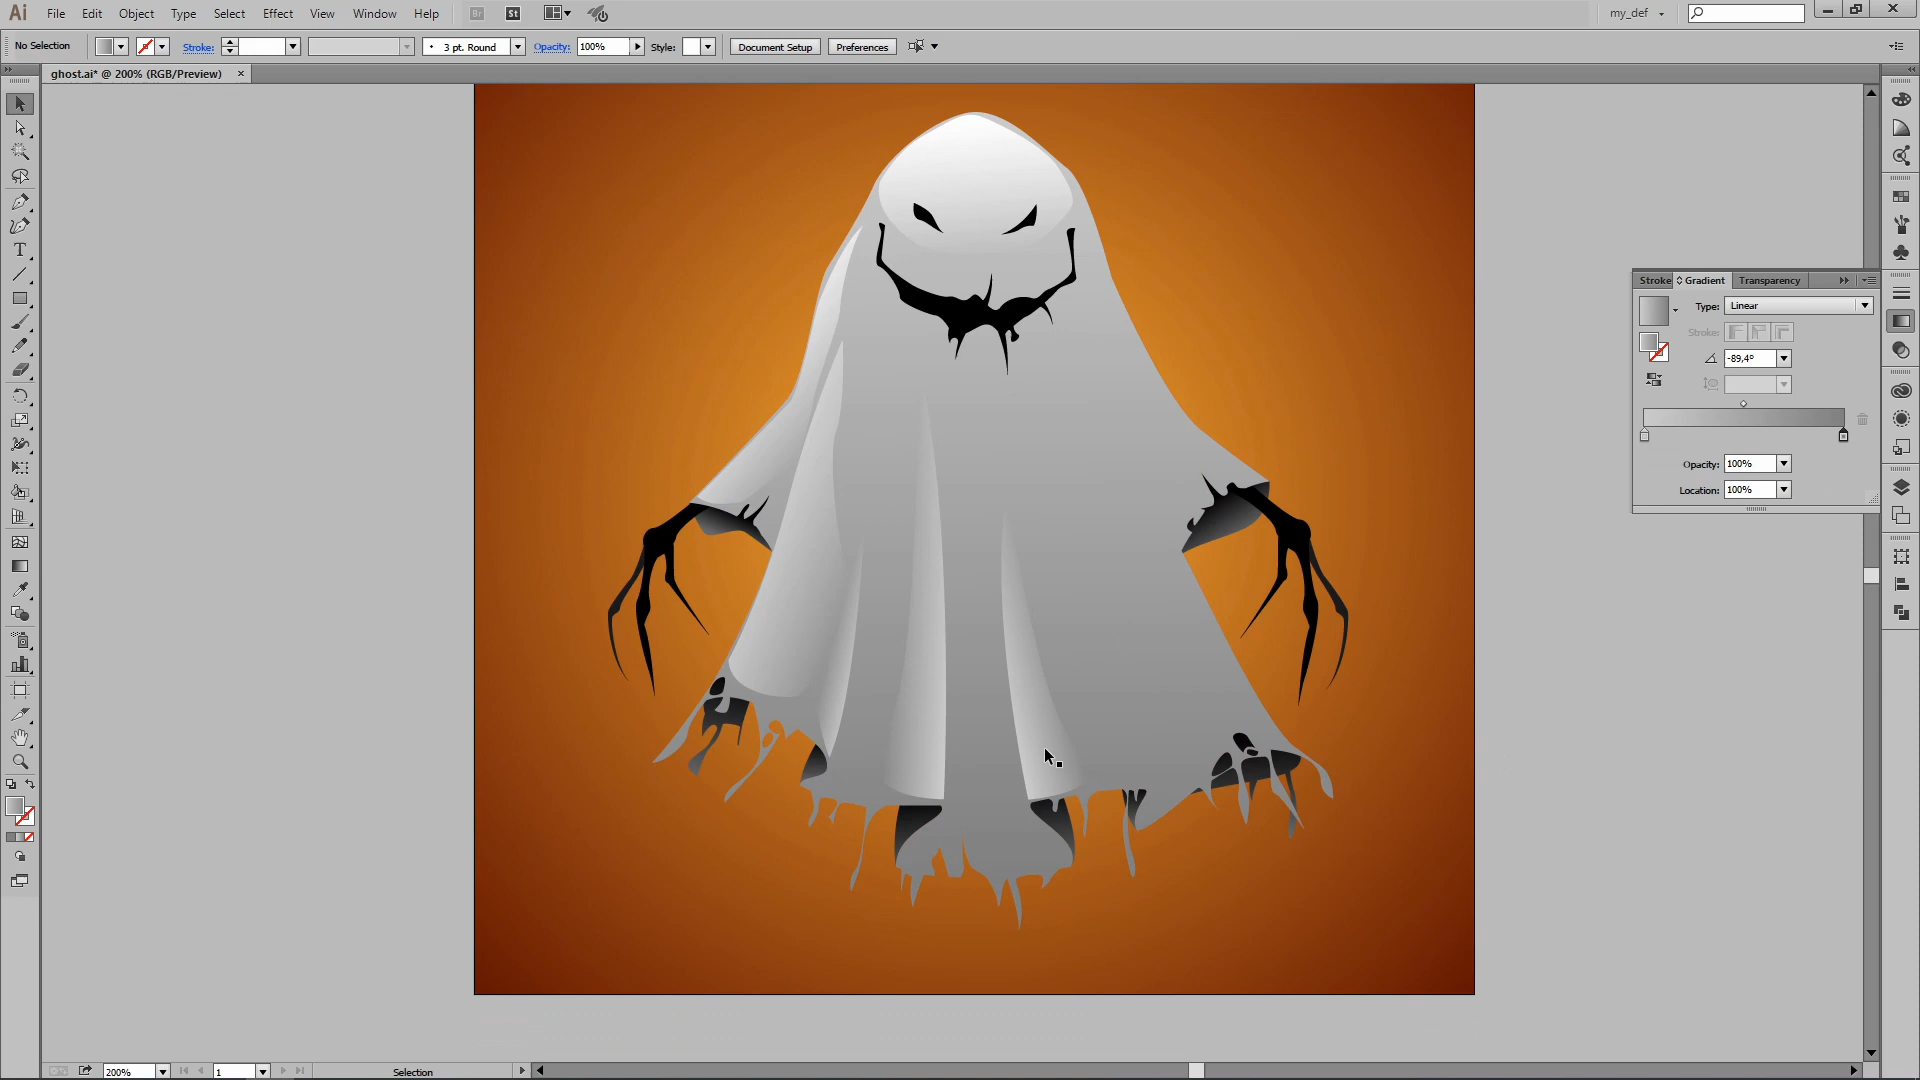 Ai File Edit Object Type Select Effect View Window Help Br St my_def
No Selection Stroke: 3 pt. Round Opacity: 100% Style: Document Setup Preferences
ghost.ai* @ 200% (RGB/Preview) ×
T
Stroke Gradient Transparency
Type: Linear
Stroke:
-89,4°
Opacity: 100%
Location: 100%
200% 1 Selection